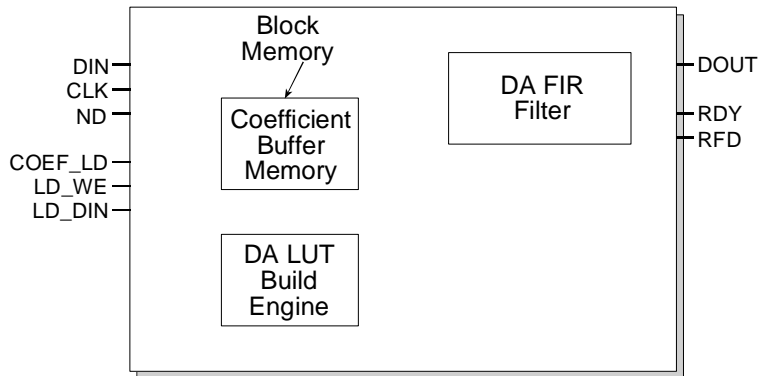 Block
Memory
DIN
CLK
ND
COEF_LD
LD_WE
LD_DIN
Coefficient
Buffer
Memory
DA LUT
Build
Engine
DA FIR
Filter
DOUT
RDY
RFD